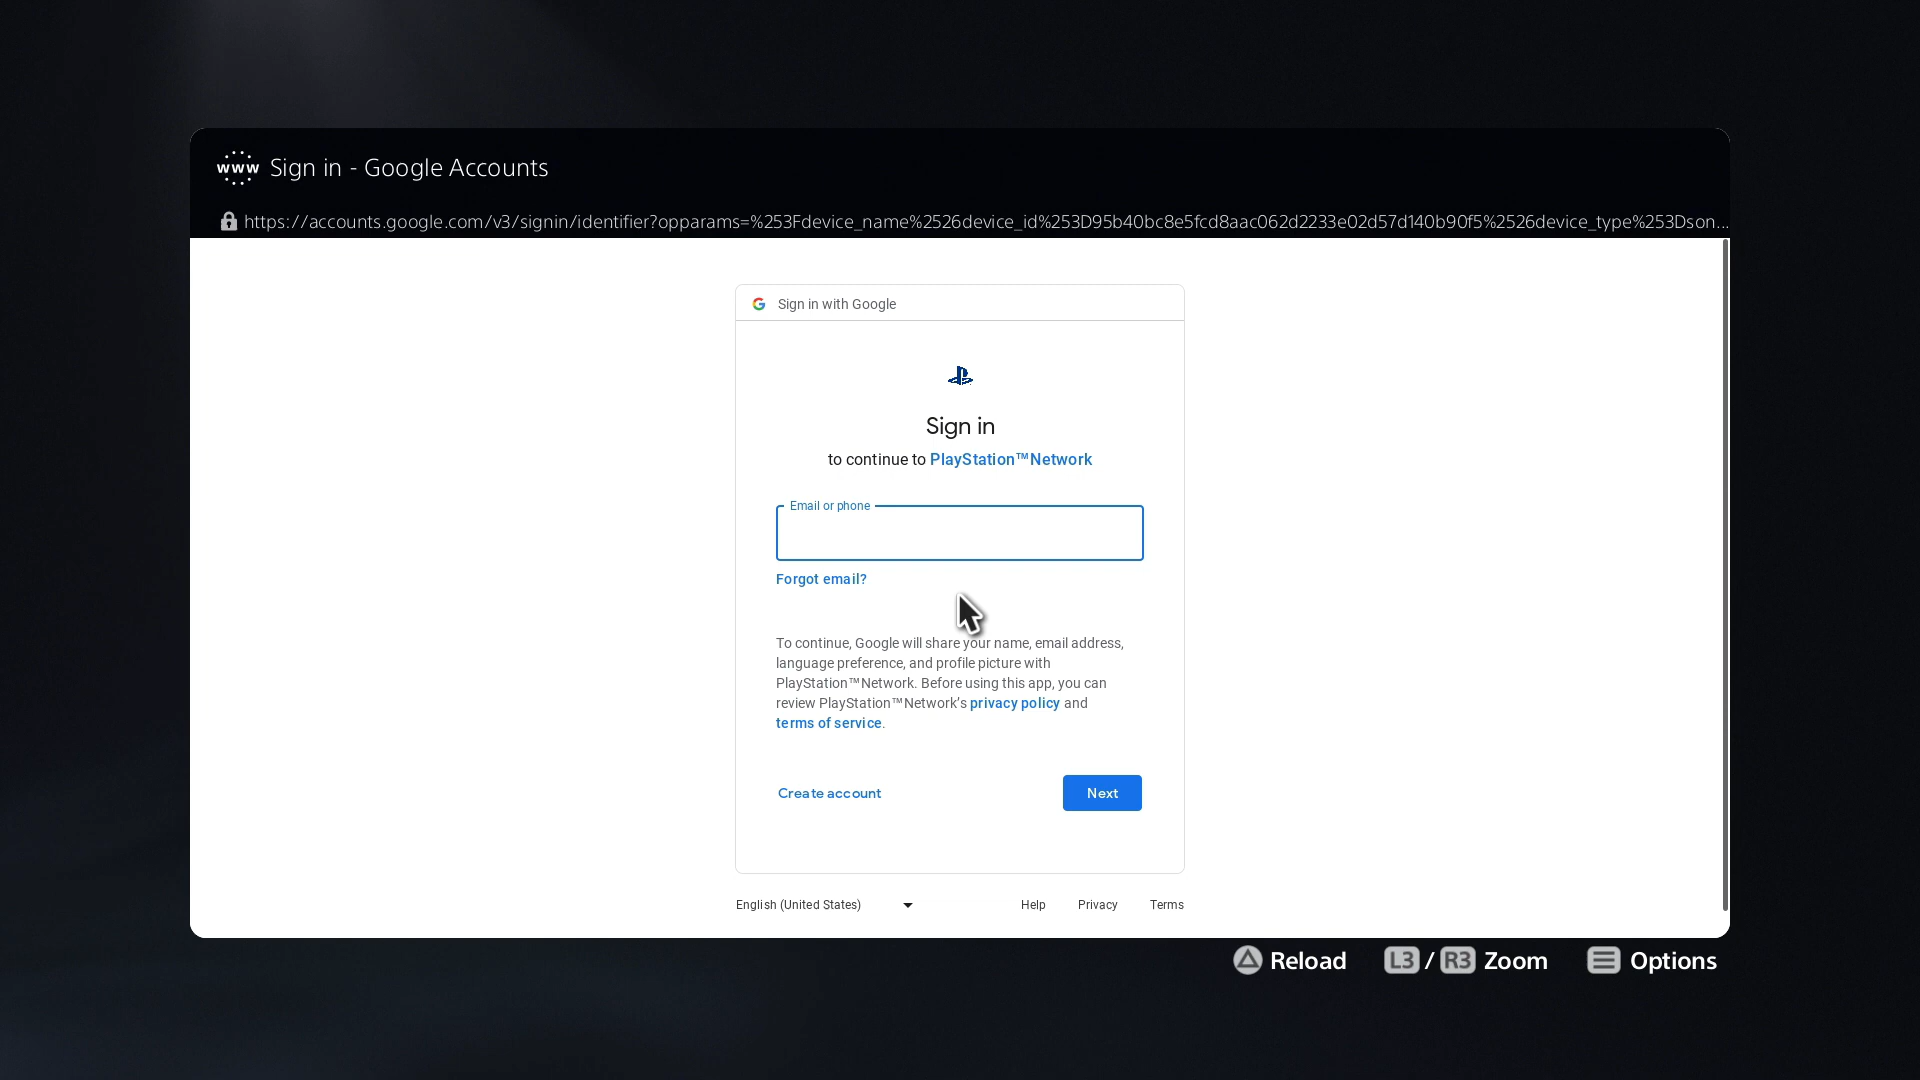 www Sign in - Google Accounts
https://accounts.google.com/v3/signin/identifier?opparams=%253Fdevice_name%2526device_id%253D95b40bc8e5fcd8aac062d2233e02d57d140b90f5%2526device_type%253Dson...
Sign in with Google
Sign in
to continue to PlayStation™Network
Email or phone
Forgot email?
To continue, Google will share your name, email address,
language preference, and profile picture with
PlayStation™Network. Before using this app, you can
review PlayStation™Network’s privacy policy and
terms of service.
Create account Next
English (United States) Help Privacy Terms
Reload L3 / R3 Zoom Options